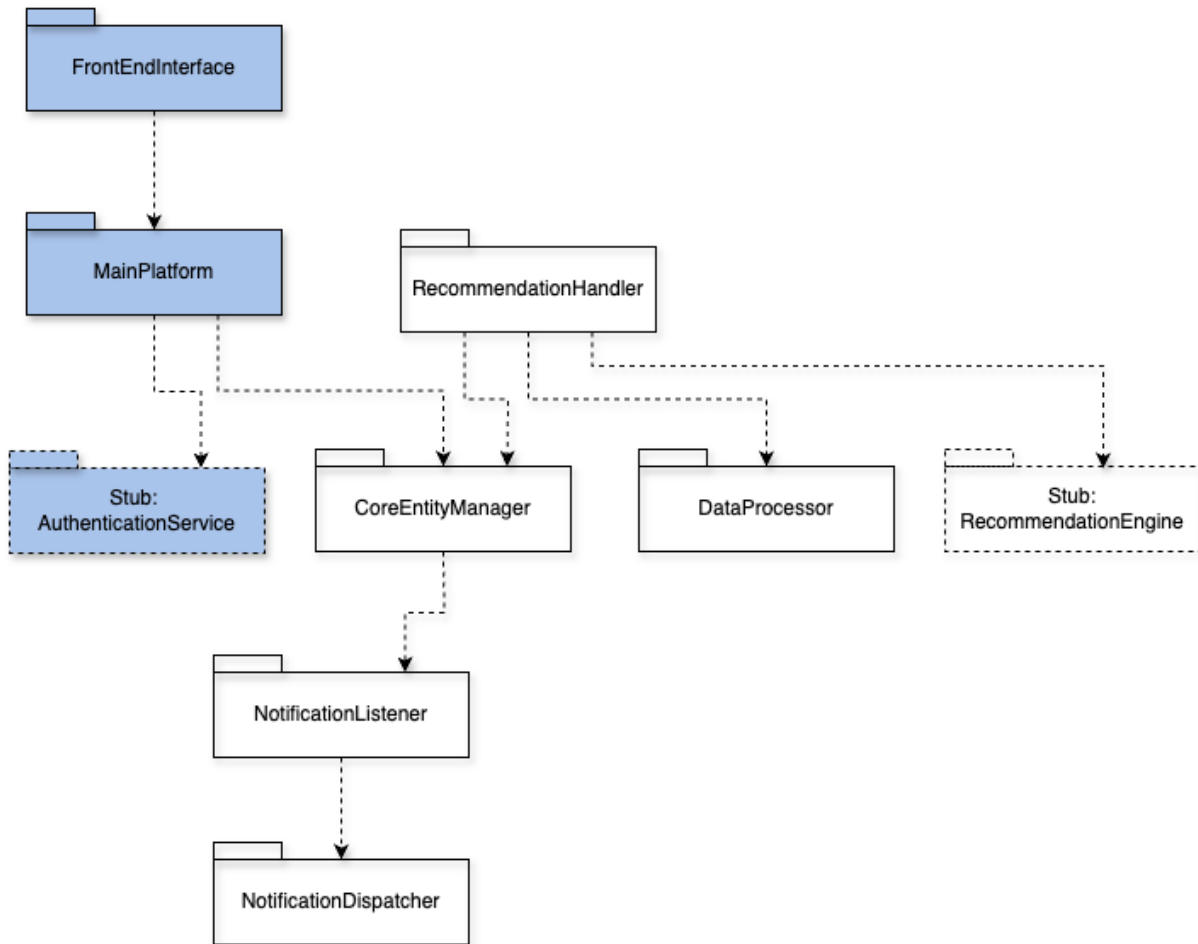 FrontEndInterface
MainPlatform
RecommendationHandler
Stub:
AuthenticationService
CoreEntityManager
DataProcessor
Stub:
RecommendationEngine
NotificationListener
NotificationDispatcher